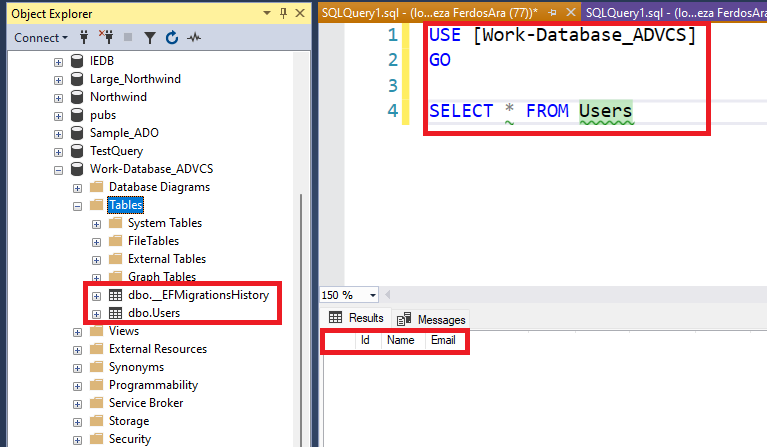 Object Explorer
Connect
IEDB
Large_Northwind
Northwind
pubs
Sample_ADO
TestQuery
Work-Database_ADVCS
Database Diagrams
Tables
System Tables
FileTables
External Tables
Graph Tables
dbo.__EFMigrationsHistory
dbo.Users
Views
External Resources
Synonyms
Programmability
Service Broker
Storage
Security
SQLQuery1.sql - (lo...eza FerdosAra (77))*
SQLQuery1.sql - (lo...eza FerdosAra
1 USE [Work-Database_ADVCS]
2 GO
3
4 SELECT * FROM Users
150 %
Results Messages
Id Name Email